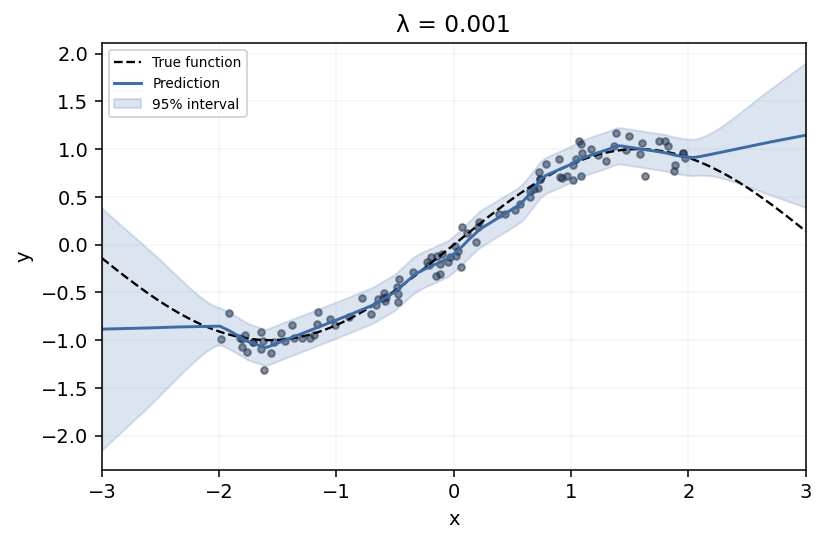 λ = 0.001
True function
Prediction
95% interval
y
2.0
1.5
1.0
0.5
0.0
−0.5
−1.0
−1.5
−2.0
−3 −2 −1 0 1 2 3
x